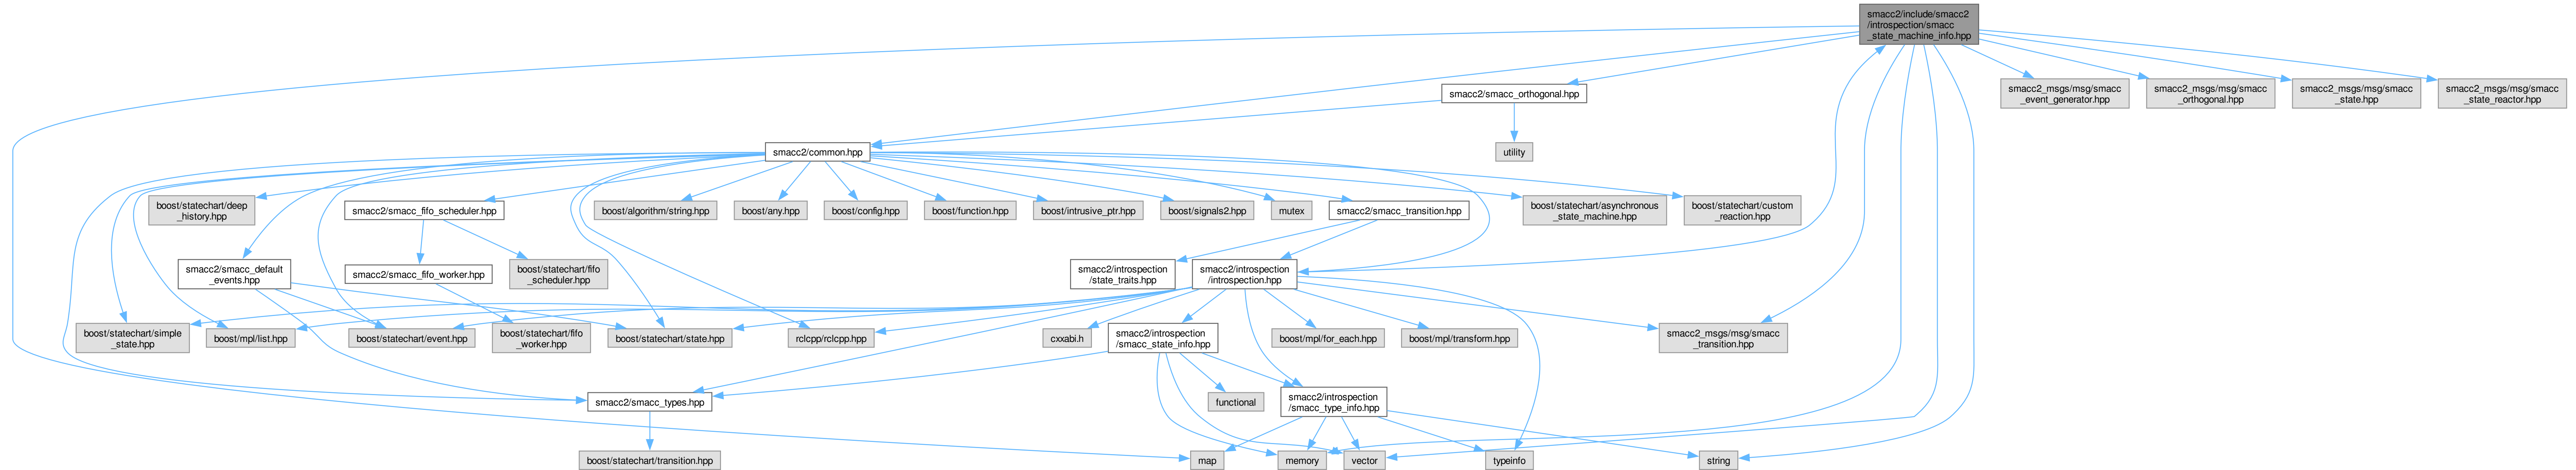 smacc2/include/smacc2
/introspection/smacc
_state_machine_info.hpp
smacc2/smacc_orthogonal.hpp
smacc2_msgs/msg/smacc
_event_generator.hpp
smacc2_msgs/msg/smacc
_orthogonal.hpp
smacc2_msgs/msg/smacc
_state.hpp
smacc2_msgs/msg/smacc
_state_reactor.hpp
smacc2/common.hpp
utility
boost/statechart/deep
_history.hpp
smacc2/smacc_fifo_scheduler.hpp
boost/algorithm/string.hpp
boost/any.hpp
boost/config.hpp
boost/function.hpp
boost/intrusive_ptr.hpp
boost/signals2.hpp
mutex
smacc2/smacc_transition.hpp
boost/statechart/asynchronous
_state_machine.hpp
boost/statechart/custom
_reaction.hpp
smacc2/smacc_default
_events.hpp
smacc2/smacc_fifo_worker.hpp
boost/statechart/fifo
_scheduler.hpp
smacc2/introspection
/state_traits.hpp
smacc2/introspection
/introspection.hpp
boost/statechart/simple
_state.hpp
boost/mpl/list.hpp
boost/statechart/event.hpp
boost/statechart/fifo
_worker.hpp
boost/statechart/state.hpp
rclcpp/rclcpp.hpp
cxxabi.h
smacc2/introspection
/smacc_state_info.hpp
boost/mpl/for_each.hpp
boost/mpl/transform.hpp
smacc2_msgs/msg/smacc
_transition.hpp
smacc2/smacc_types.hpp
functional
smacc2/introspection
/smacc_type_info.hpp
boost/statechart/transition.hpp
map
memory
vector
typeinfo
string